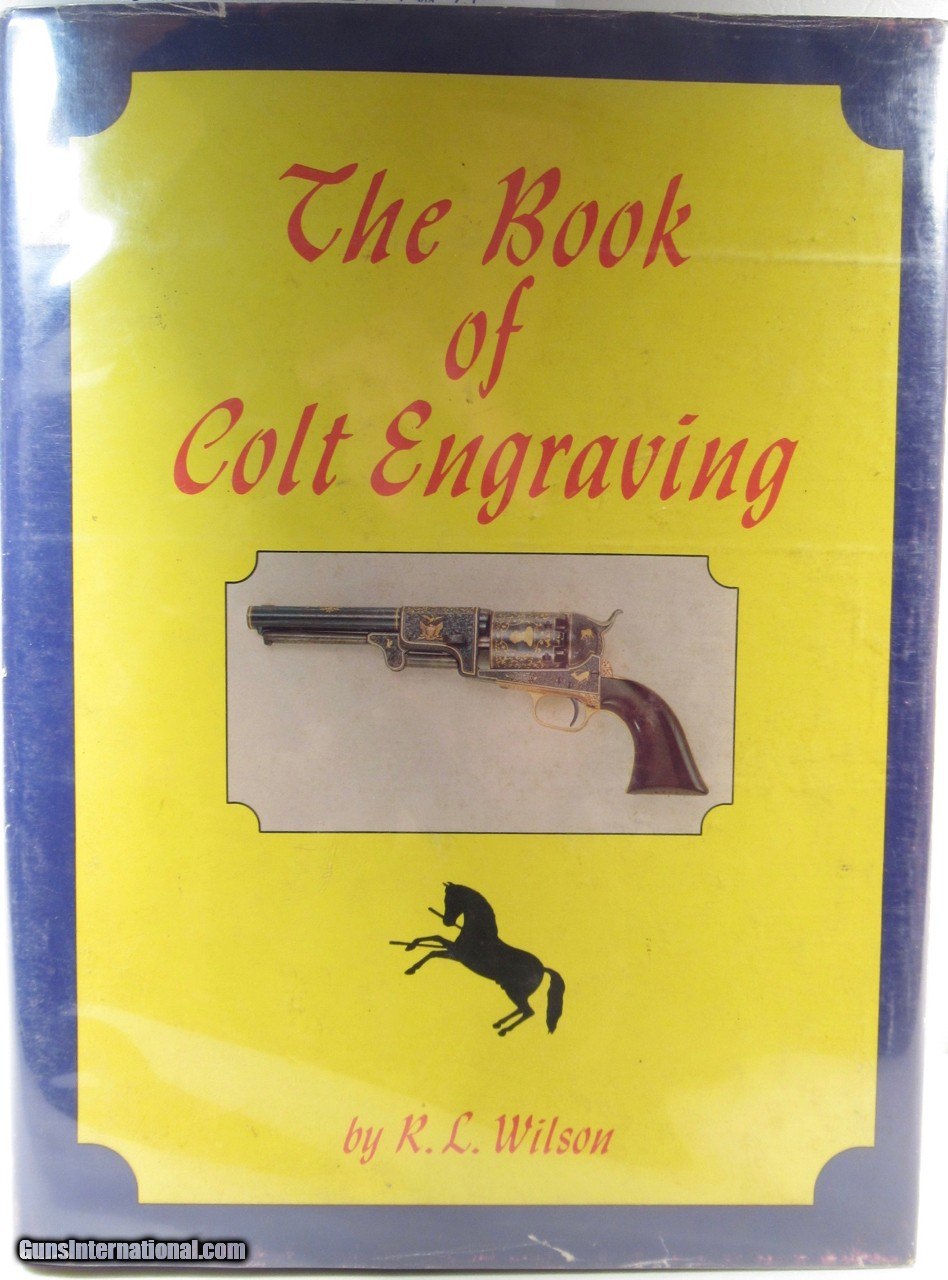 The Book
of
Colt Engraving
by R. L. Wilson
GunsInternational.com